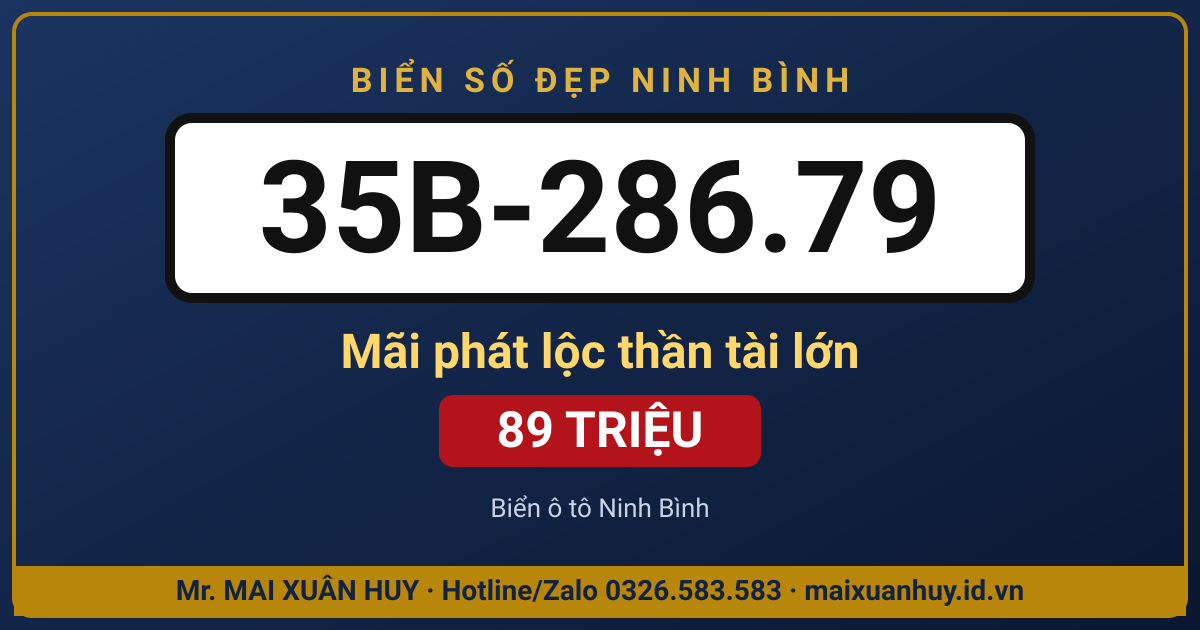 BIỂN SỐ ĐẸP NINH BÌNH
35B-286.79
Mãi phát lộc thần tài lớn
89 TRIỆU
Biển ô tô Ninh Bình
Mr. MAI XUÂN HUY · Hotline/Zalo 0326.583.583 · maixuanhuy.id.vn